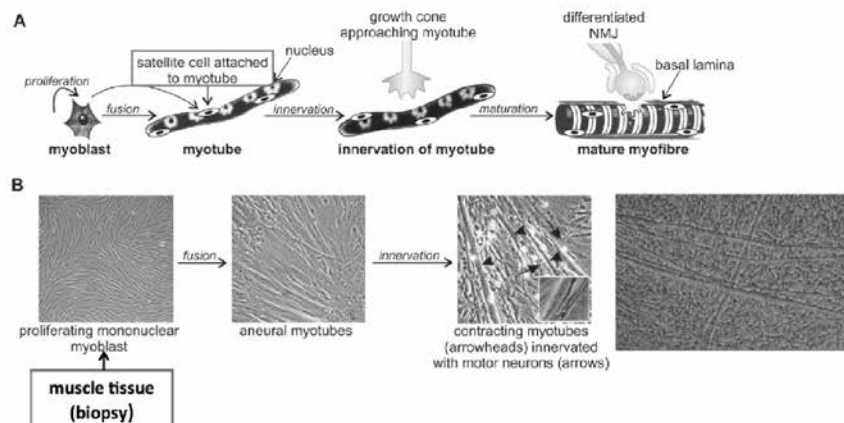 A
growth cone
approaching myotube
differentiated
NMJ
nucleus
satellite cell attached
to myotube
basal lamina
proliferation
fusion
innervation
maturation
myoblast
myotube
innervation of myotube
mature myofibre
B
fusion
innervation
proliferating mononuclear
myoblast
aneural myotubes
contracting myotubes
(arrowheads) innervated
with motor neurons (arrows)
muscle tissue
(biopsy)